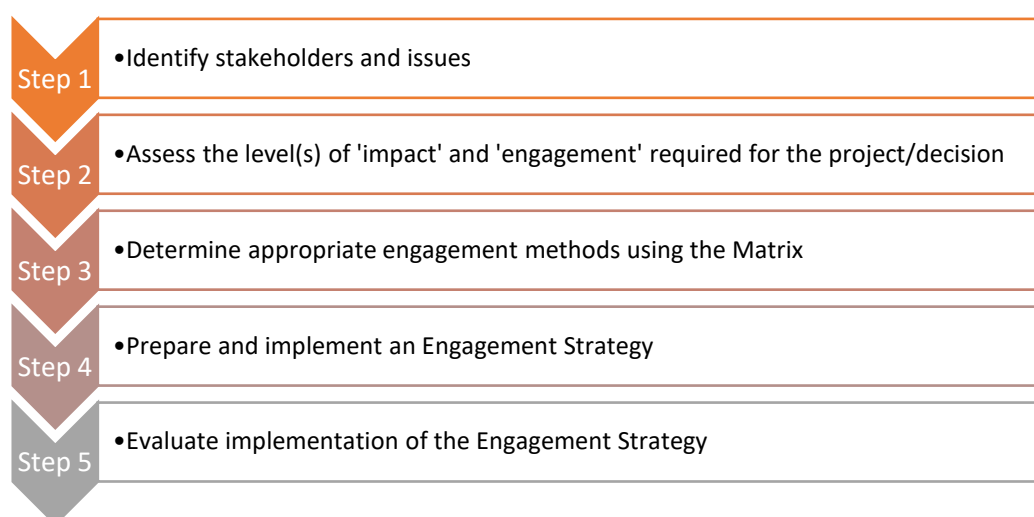 Step 1
•Identify stakeholders and issues
Step 2
•Assess the level(s) of 'impact' and 'engagement' required for the project/decision
Step 3
•Determine appropriate engagement methods using the Matrix
Step 4
•Prepare and implement an Engagement Strategy
Step 5
•Evaluate implementation of the Engagement Strategy